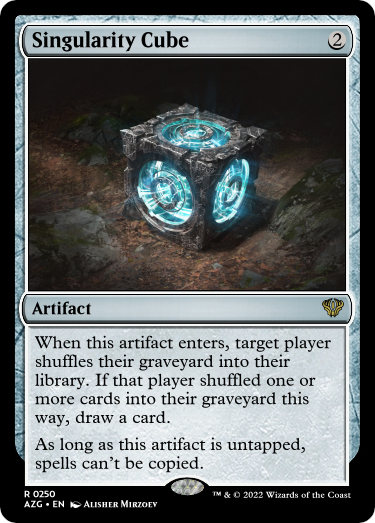 Singularity Cube 2
Artifact
When this artifact enters, target player
shuffles their graveyard into their
library. If that player shuffled one or
more cards into their graveyard this
way, draw a card.
As long as this artifact is untapped,
spells can't be copied.
R 0250
AZG • EN Alisher Mirzoev
™ & © 2022 Wizards of the Coast